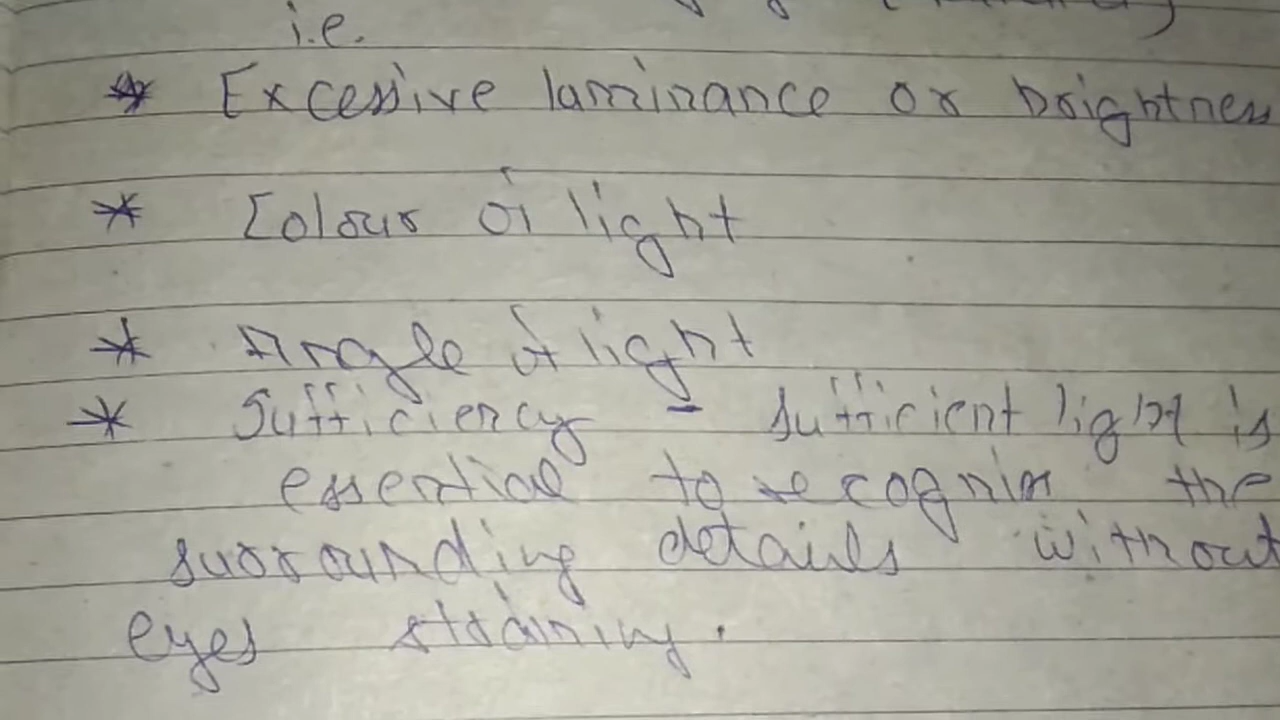 i.e.
* Excessive luminance or brightness
* Colour of light
* Angle of light
* Sufficiency - sufficient light is
essential to recognise the
surrounding details without
eyes straining.